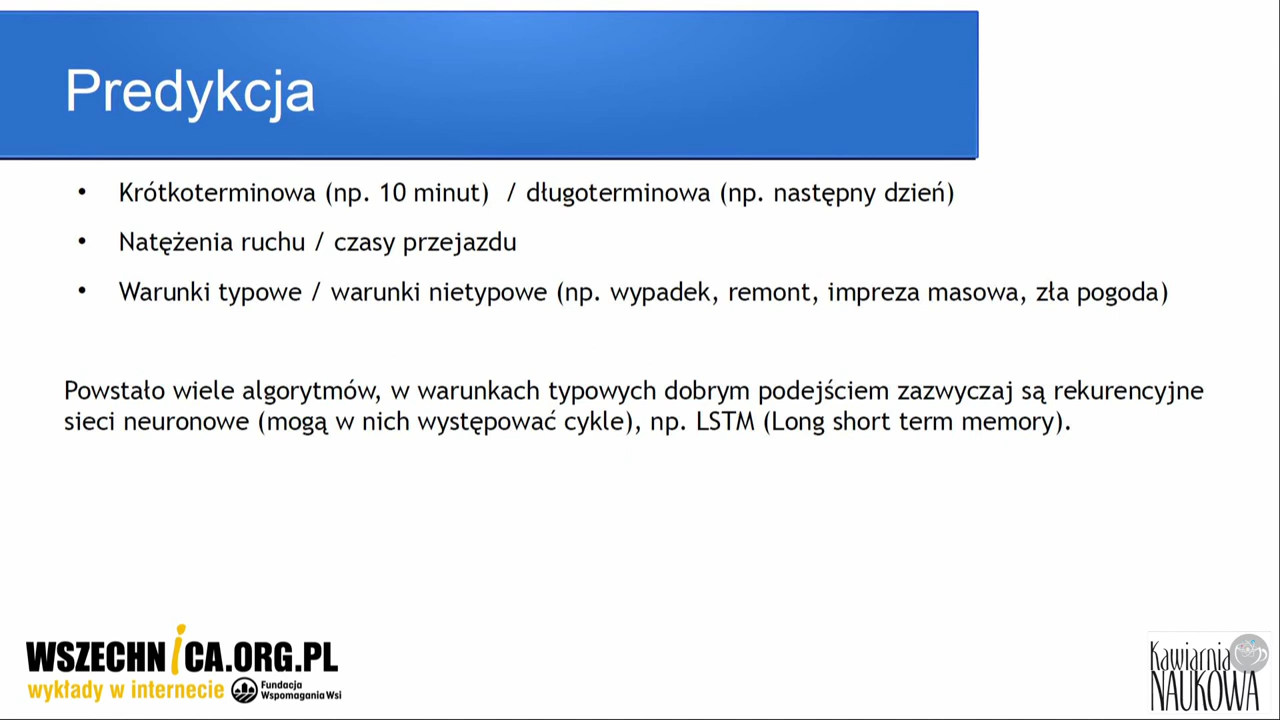 Predykcja
• Krótkoterminowa (np. 10 minut) / długoterminowa (np. następny dzień)
• Natężenia ruchu / czasy przejazdu
• Warunki typowe / warunki nietypowe (np. wypadek, remont, impreza masowa, zła pogoda)
Powstało wiele algorytmów, w warunkach typowych dobrym podejściem zazwyczaj są rekurencyjne
sieci neuronowe (mogą w nich występować cykle), np. LSTM (Long short term memory).
WSZECHNiCA.ORG.PL
wykłady w internecie
Fundacja
Wspomagania Wsi
Kawiarnia
NAUKOWA